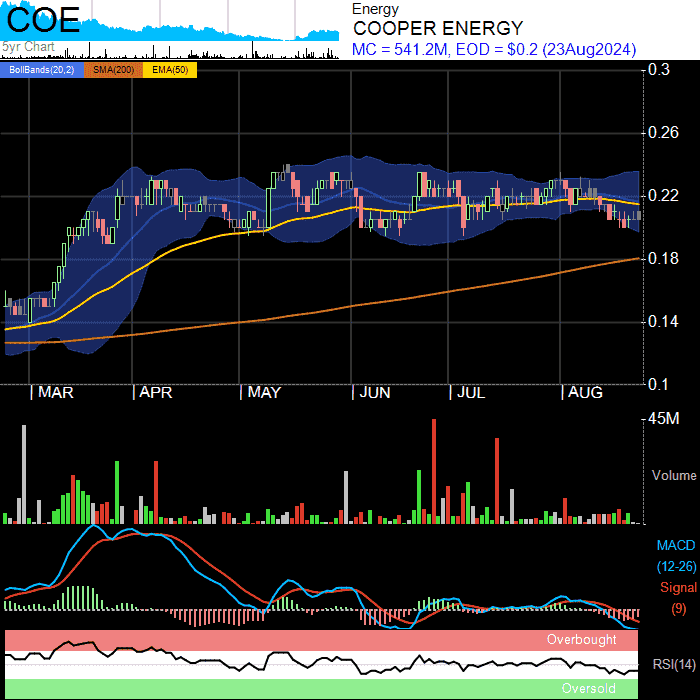 COE
5yr Chart
Energy
COOPER ENERGY
MC = 541.2M, EOD = $0.2 (23Aug2024)
BollBands(20,2) SMA(200) EMA(50)
0.3
0.26
0.22
0.18
0.14
0.1
MAR APR MAY JUN JUL AUG
45M
Volume
MACD
(12-26)
Signal
(9)
Overbought
RSI(14)
Oversold